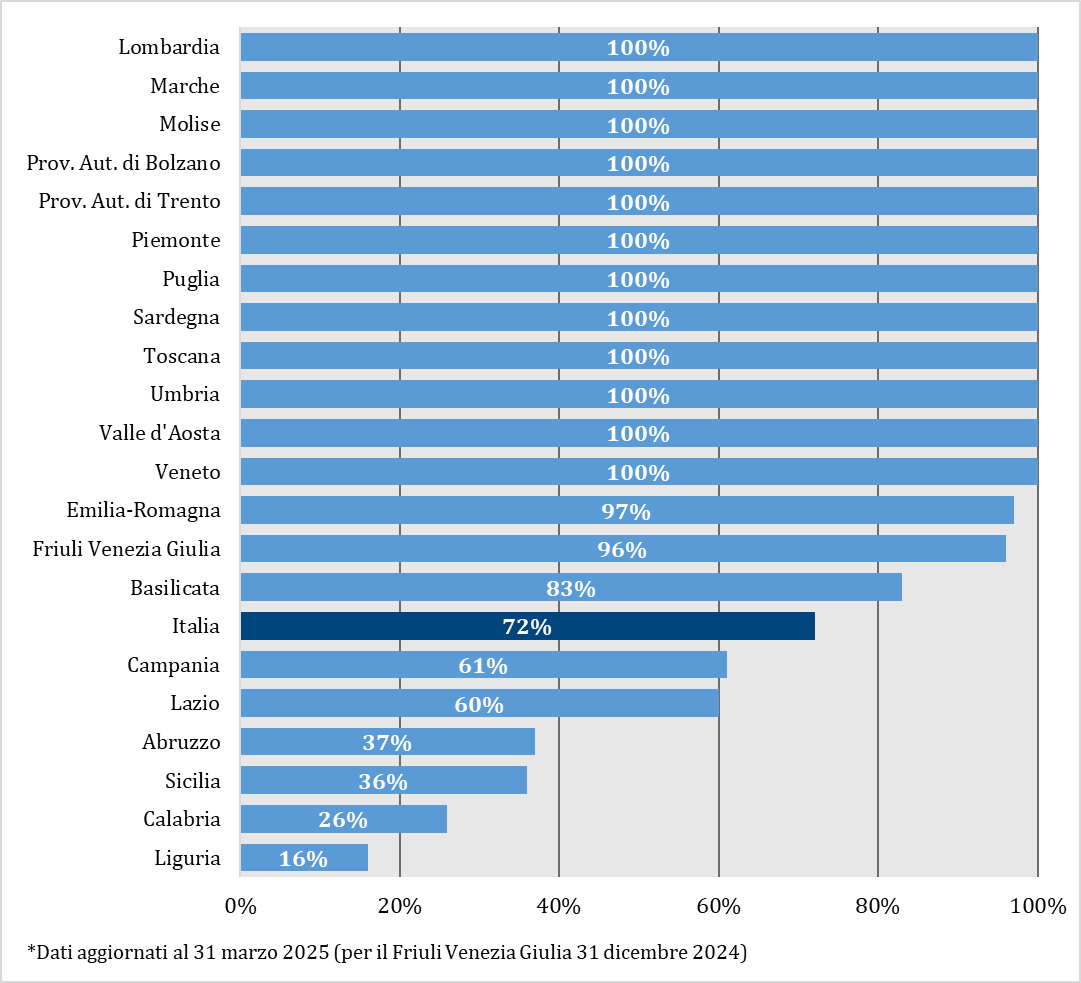 Lombardia 100%
Marche 100%
Molise 100%
Prov. Aut. di Bolzano 100%
Prov. Aut. di Trento 100%
Piemonte 100%
Puglia 100%
Sardegna 100%
Toscana 100%
Umbria 100%
Valle d'Aosta 100%
Veneto 100%
Emilia-Romagna 97%
Friuli Venezia Giulia 96%
Basilicata 83%
Italia 72%
Campania 61%
Lazio 60%
Abruzzo 37%
Sicilia 36%
Calabria 26%
Liguria 16%
0% 20% 40% 60% 80% 100%
*Dati aggiornati al 31 marzo 2025 (per il Friuli Venezia Giulia 31 dicembre 2024)